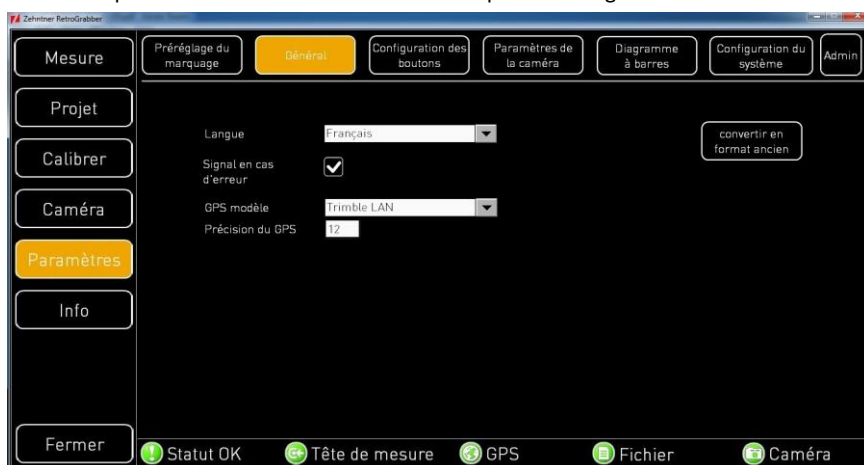 Zehntner RetroGrabber
Mesure
Préréglage du
marquage
Général
Configuration des
boutons
Paramètres de
la caméra
Diagramme
à barres
Configuration du
système
Admin
Projet
Calibrer
Caméra
Paramètres
Info
Fermer
Langue
Français
convertir en
format ancien
Signal en cas
d'erreur
GPS modèle
Trimble LAN
Précision du GPS
12
Statut OK
Tête de mesure
GPS
Fichier
Caméra